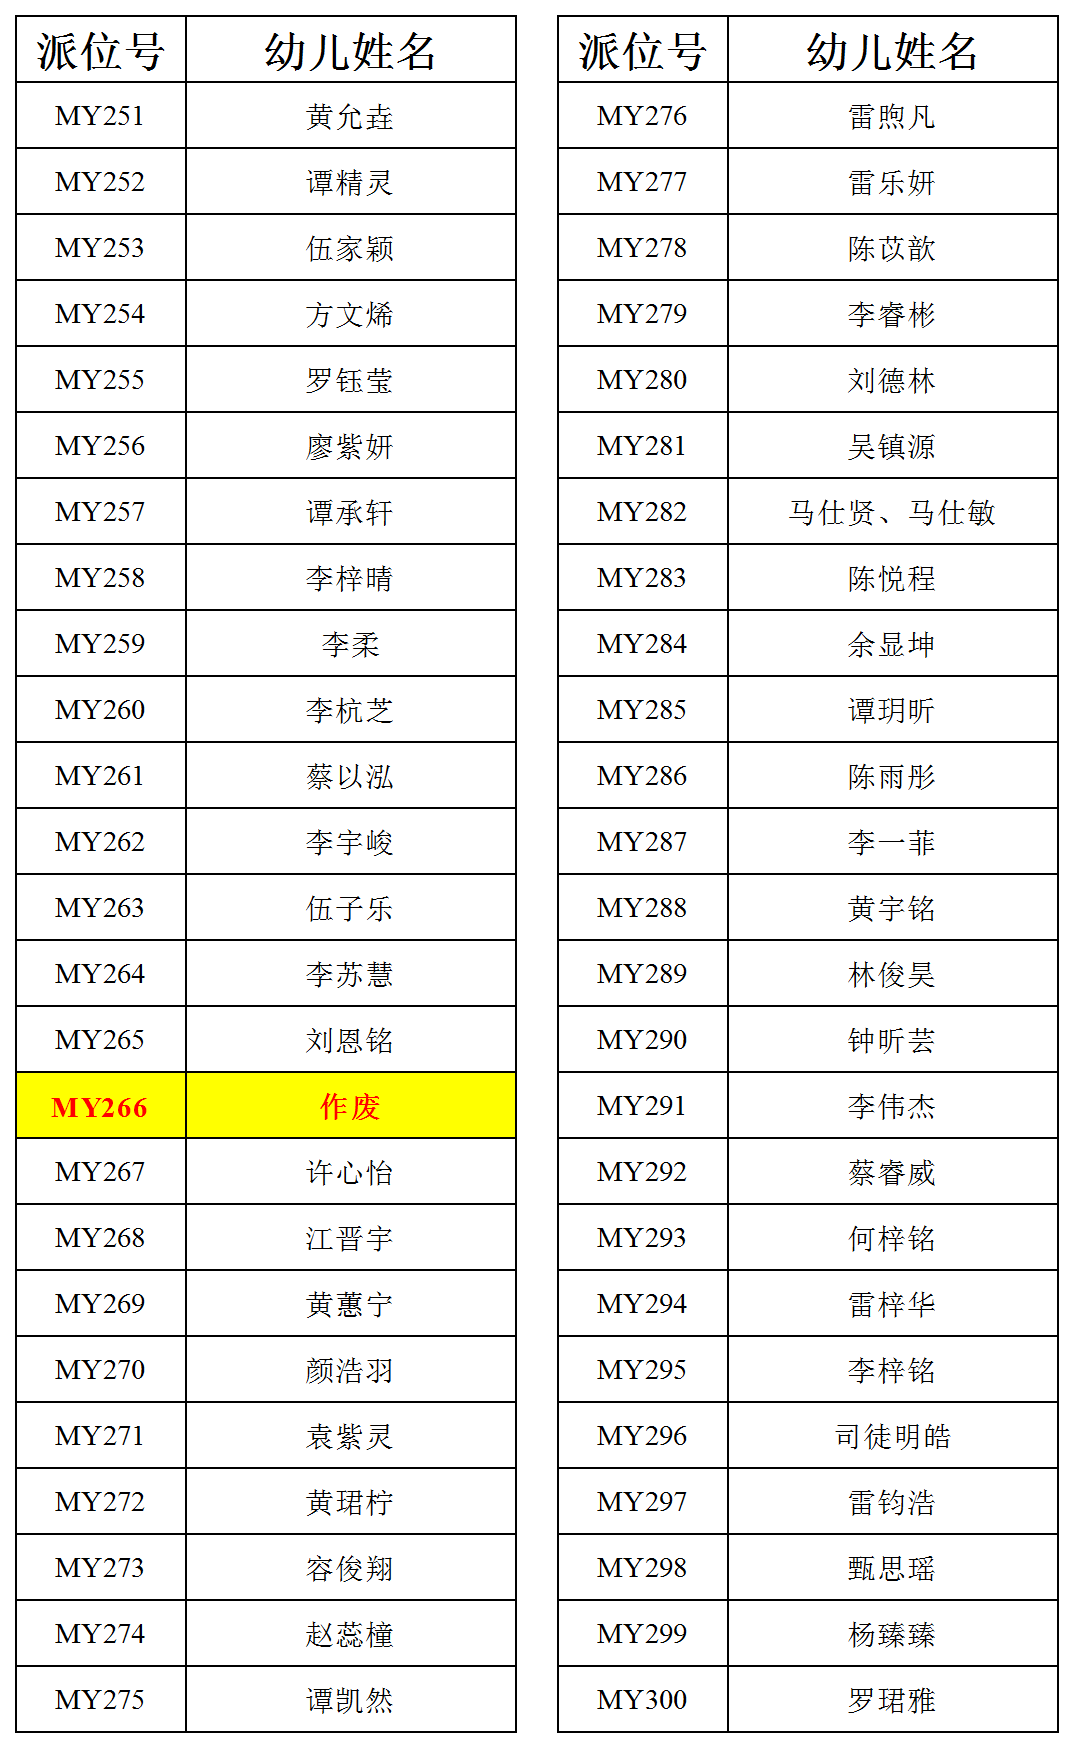 派位号 幼儿姓名
MY251 黄允垚
MY252 谭精灵
MY253 伍家颖
MY254 方文烯
MY255 罗钰莹
MY256 廖紫妍
MY257 谭承轩
MY258 李梓晴
MY259 李柔
MY260 李杭芝
MY261 蔡以泓
MY262 李宇峻
MY263 伍子乐
MY264 李苏慧
MY265 刘恩铭
MY266 作废
MY267 许心怡
MY268 江晋宇
MY269 黄蕙宁
MY270 颜浩羽
MY271 袁紫灵
MY272 黄珺柠
MY273 容俊翔
MY274 赵蕊橦
MY275 谭凯然
派位号 幼儿姓名
MY276 雷煦凡
MY277 雷乐妍
MY278 陈苡歆
MY279 李睿彬
MY280 刘德林
MY281 吴镇源
MY282 马仕贤、马仕敏
MY283 陈悦程
MY284 余显坤
MY285 谭玥昕
MY286 陈雨彤
MY287 李一菲
MY288 黄宇铭
MY289 林俊昊
MY290 钟昕芸
MY291 李伟杰
MY292 蔡睿威
MY293 何梓铭
MY294 雷梓华
MY295 李梓铭
MY296 司徒明皓
MY297 雷钧浩
MY298 甄思瑶
MY299 杨臻臻
MY300 罗珺雅